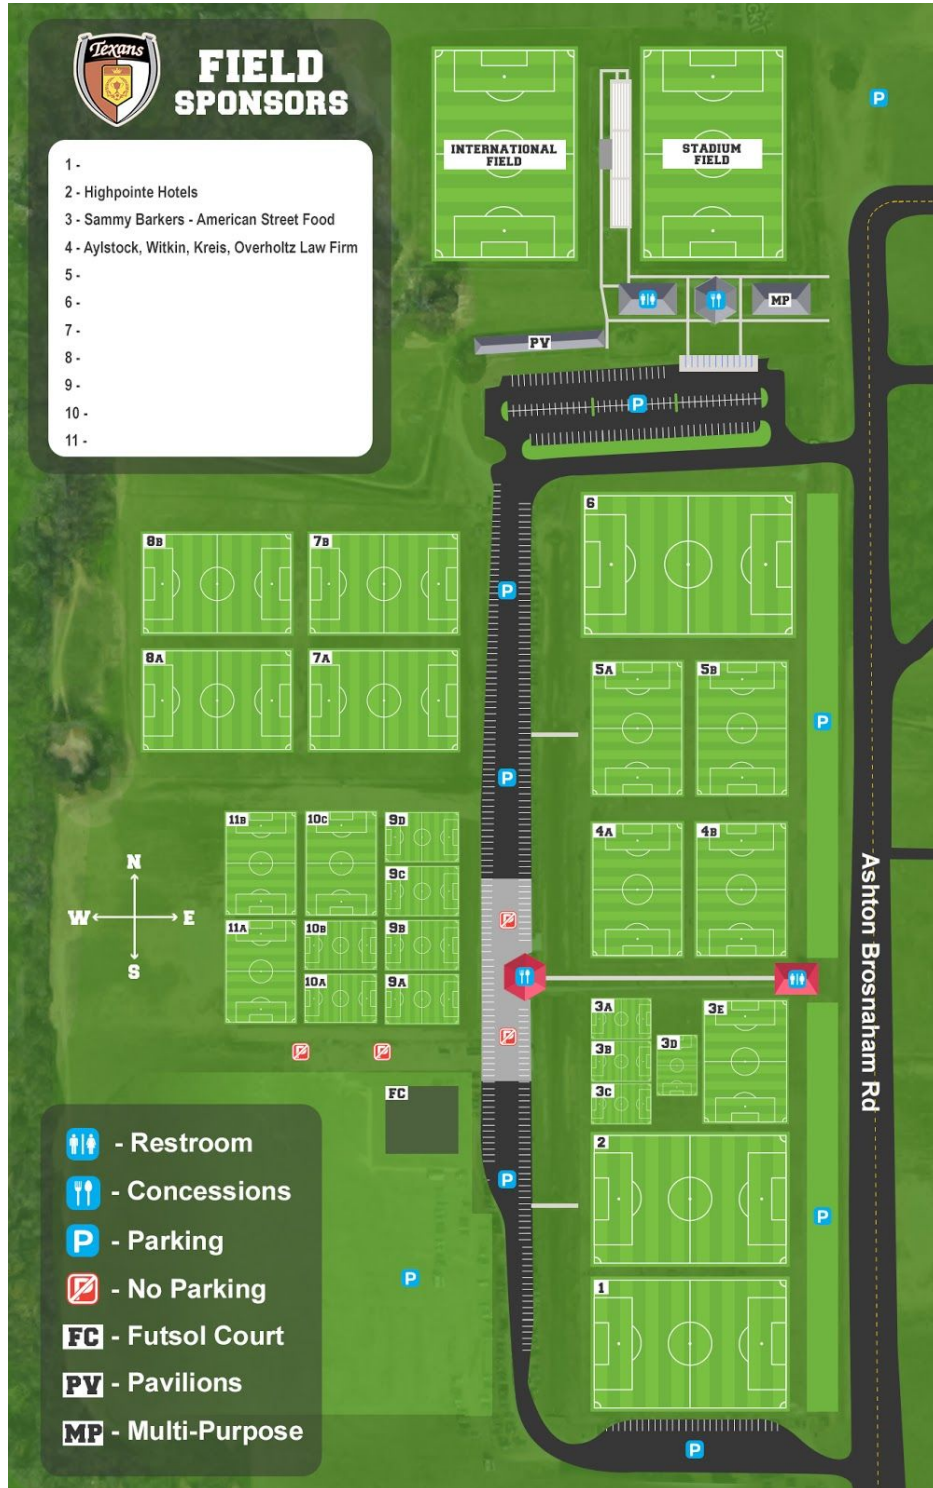 Texans
FIELD
SPONSORS
1 -
2 - Highpointe Hotels
3 - Sammy Barkers - American Street Food
4 - Aylstock, Witkin, Kreis, Overholtz Law Firm
5 -
6 -
7 -
8 -
9 -
10 -
11 -
INTERNATIONAL
FIELD
STADIUM
FIELD
P
MP
PV
P
6
8B
7B
P
8A
7A
5A
5B
P
P
11B
10C
9D
4A
4B
9C
N
W
E
S
11A
10B
9B
10A
9A
3A
3E
3B
3D
3C
FC
2
P
P
P
1
P
Ashton Brosnaham Rd
- Restroom
- Concessions
P - Parking
P - No Parking
FC - Futsol Court
PV - Pavilions
MP - Multi-Purpose